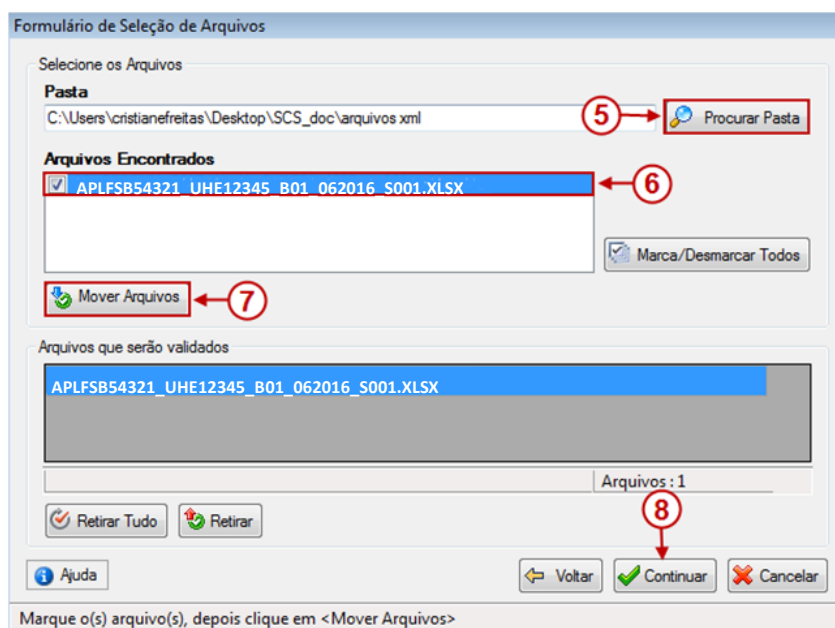 Formulário de Seleção de Arquivos
Selecione os Arquivos
Pasta
C:\Users\cristianefreitas\Desktop\SCS_doc\arquivos xml
5
Procurar Pasta
Arquivos Encontrados
APLFSB54321_UHE12345_B01_062016_S001.XLSX
6
Marca/Desmarcar Todos
Mover Arquivos
7
Arquivos que serão validados
APLFSB54321_UHE12345_B01_062016_S001.XLSX
Arquivos : 1
8
Retirar Tudo
Retirar
Ajuda
Voltar
Continuar
Cancelar
Marque o(s) arquivo(s), depois clique em <Mover Arquivos>